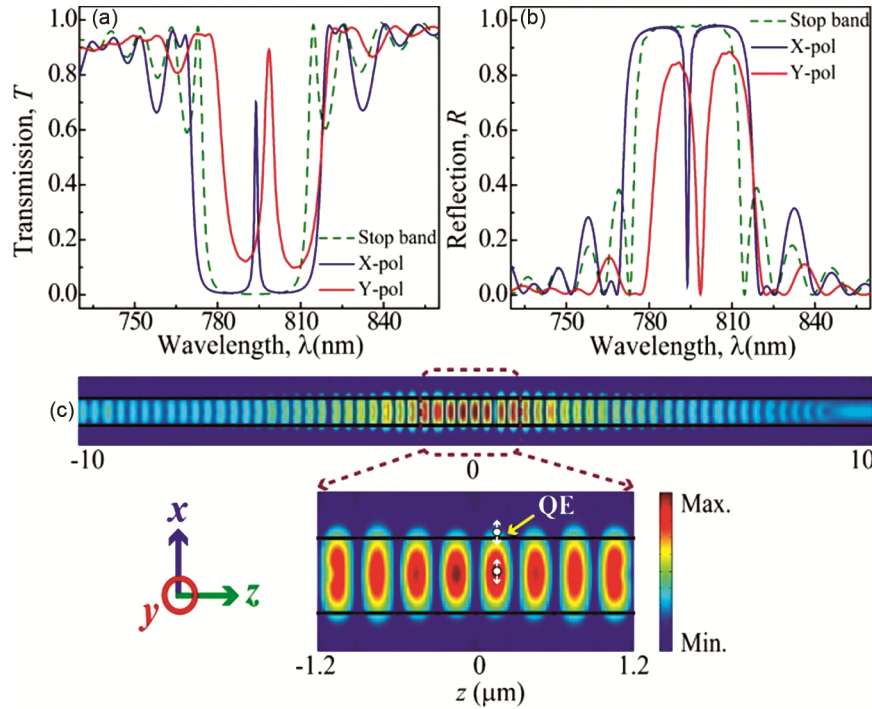 (a)
1.0
0.8
0.6
0.4
0.2
0.0
Transmission, T
Stop band
X-pol
Y-pol
750 780 810 840
Wavelength, λ(nm)
(b)
1.0
0.8
0.6
0.4
0.2
0.0
Reflection, R
Stop band
X-pol
Y-pol
750 780 810 840
Wavelength, λ(nm)
(c)
-10 0 10
x
y z
QE
Max.
Min.
-1.2 0 1.2
z (μm)